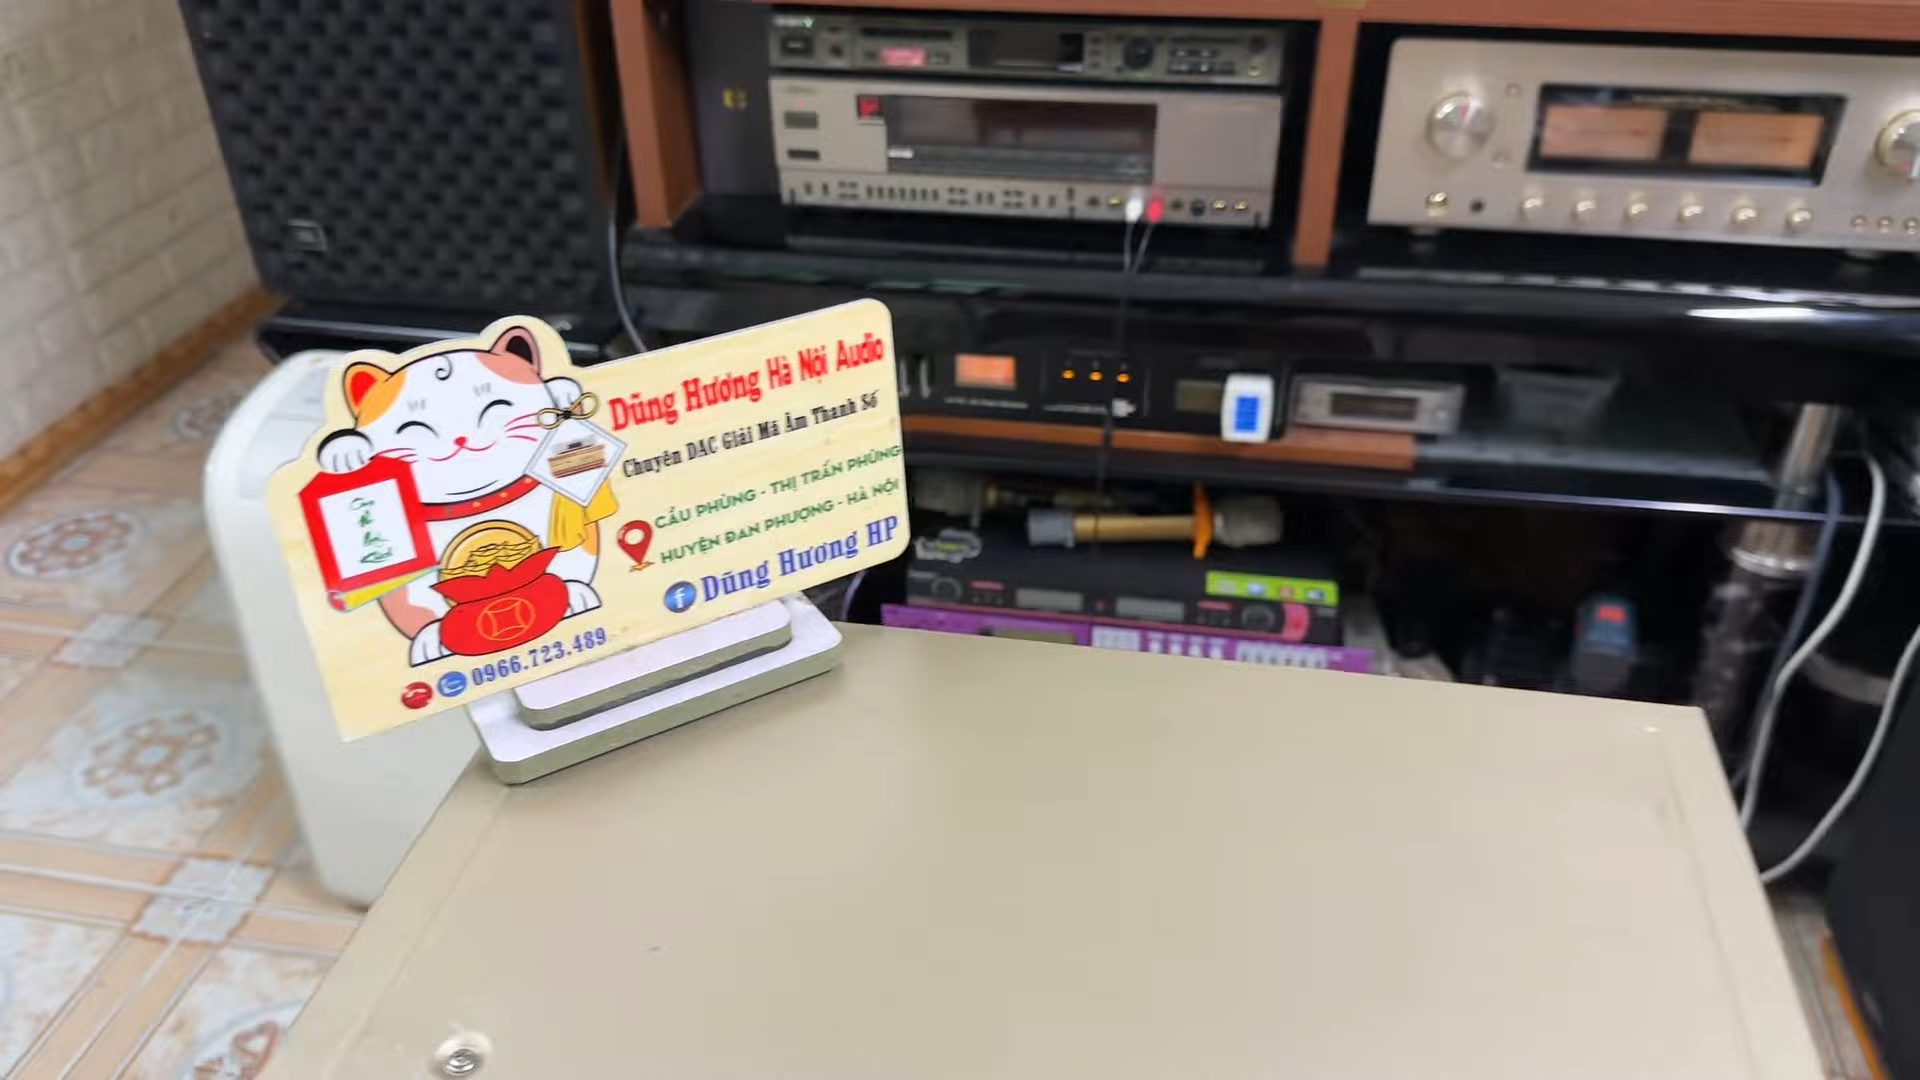 Dũng Hương Hà Nội Audio
Chuyên DAC Giải Mã Âm Thanh Số
CẦU PHÙNG - THỊ TRẤN PHÙNG
HUYỆN ĐAN PHƯỢNG - HÀ NỘI
Dũng Hương HP
0966.723.489